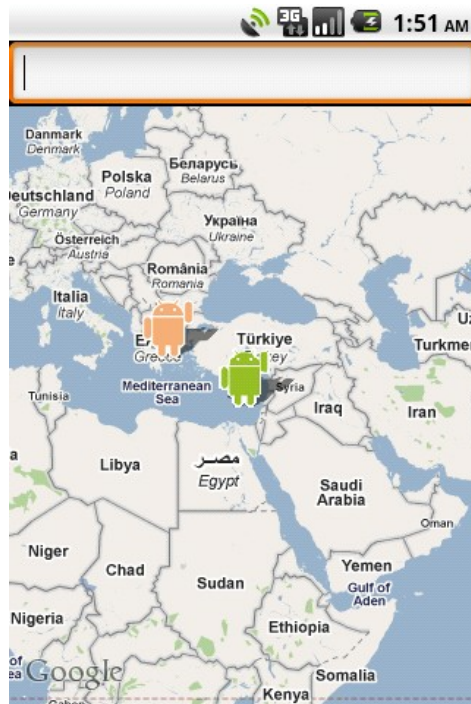 3G
1:51 AM
Danmark
Denmark
Polska
Poland
Беларусь
Belarus
eutschland
Germany
Україна
Ukraine
Österreich
Austria
România
Romania
Italia
Italy
Türkiye
Turkmen
Mediterranean
Sea
Tunisia
Syria
Iraq
Iran
Libya
مصر
Egypt
Saudi
Arabia
Oman
Niger
Chad
Sudan
Yemen
Gulf of
Aden
Nigeria
Ethiopia
Google
Somalia
Kenya